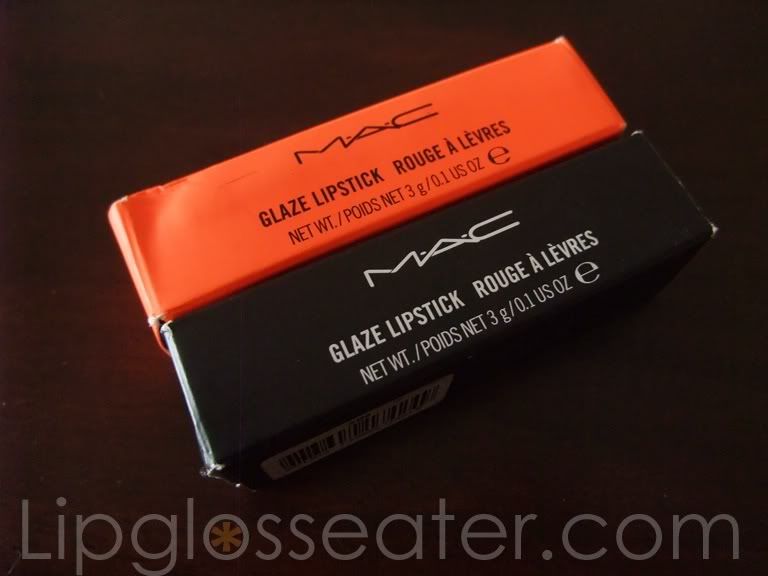 M·A·C
GLAZE LIPSTICK ROUGE À LÈVRES
NET WT./POIDS NET 3 g/0.1 US OZ ℮
M·A·C
GLAZE LIPSTICK ROUGE À LÈVRES
NET WT./POIDS NET 3 g/0.1 US OZ ℮
Lipglosseater.com